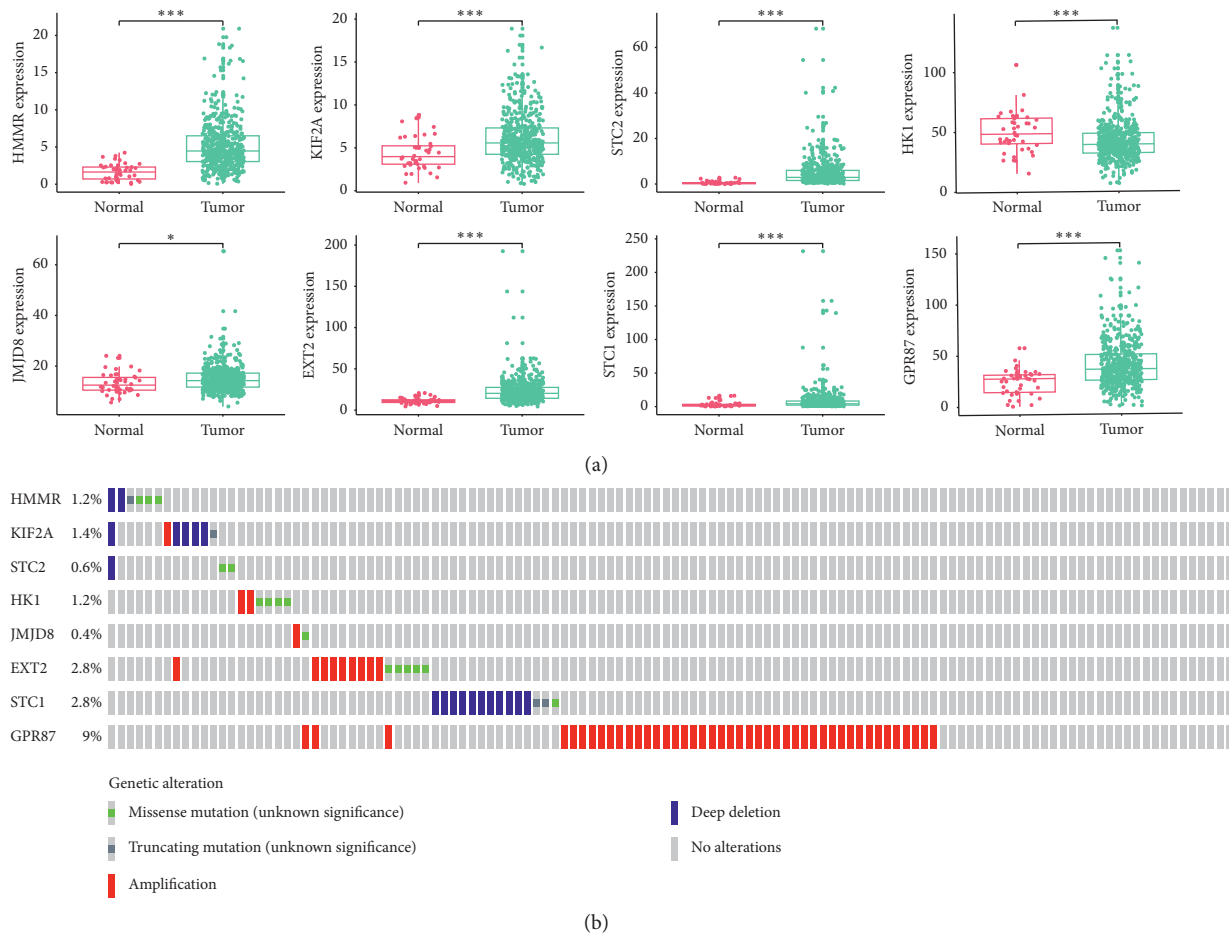 ***
***
***
***
HMMR expression
20
15
10
5
0
Normal
Tumor
KIF2A expression
20
15
10
5
0
Normal
Tumor
STC2 expression
60
40
20
0
Normal
Tumor
HK1 expression
100
50
0
Normal
Tumor
*
***
***
***
JMJD8 expression
60
40
20
Normal
Tumor
EXT2 expression
200
150
100
50
0
Normal
Tumor
STC1 expression
250
200
150
100
50
0
Normal
Tumor
GPR87 expression
150
100
50
0
Normal
Tumor
(a)
HMMR 1.2%
KIF2A 1.4%
STC2 0.6%
HK1 1.2%
JMJD8 0.4%
EXT2 2.8%
STC1 2.8%
GPR87 9%
Genetic alteration
Missense mutation (unknown significance)
Deep deletion
Truncating mutation (unknown significance)
No alterations
Amplification
(b)